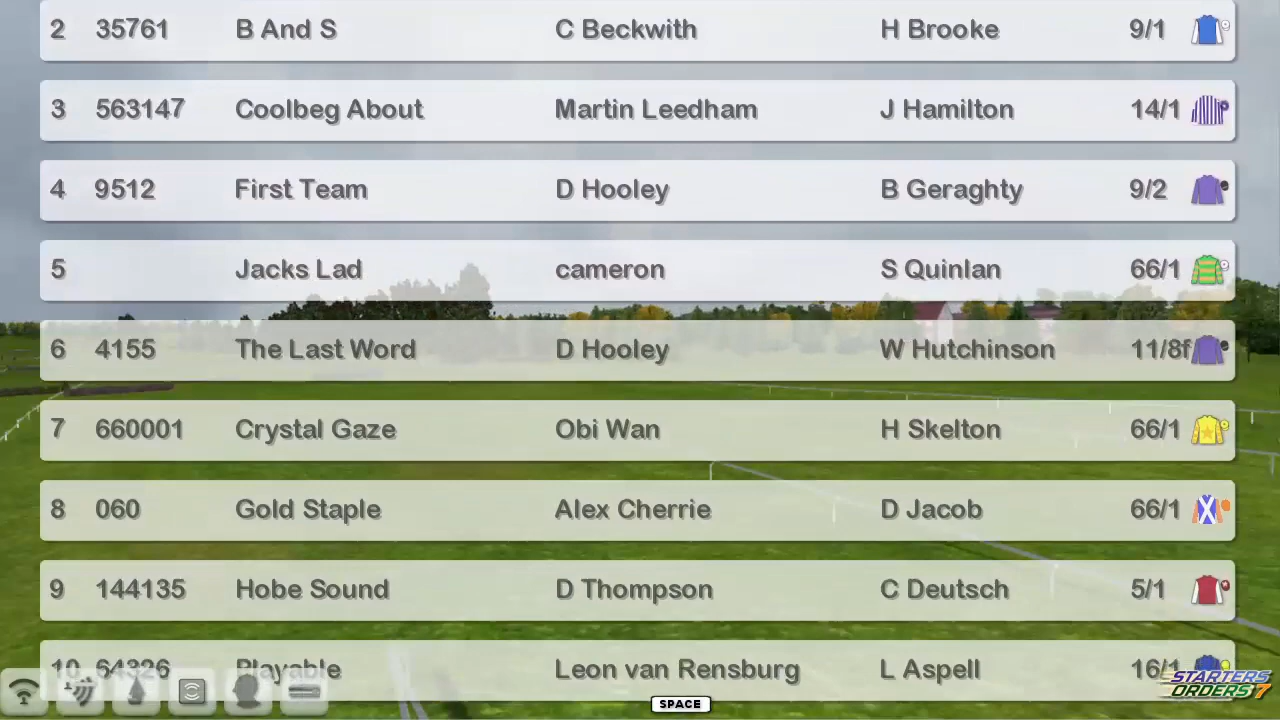 2 35761 B And S C Beckwith H Brooke 9/1
3 563147 Coolbeg About Martin Leedham J Hamilton 14/1
4 9512 First Team D Hooley B Geraghty 9/2
5 Jacks Lad cameron S Quinlan 66/1
6 4155 The Last Word D Hooley W Hutchinson 11/8f
7 660001 Crystal Gaze Obi Wan H Skelton 66/1
8 060 Gold Staple Alex Cherrie D Jacob 66/1
9 144135 Hobe Sound D Thompson C Deutsch 5/1
10 64326 Playable Leon van Rensburg L Aspell 16/1
STARTERS
ORDERS 7
SPACE